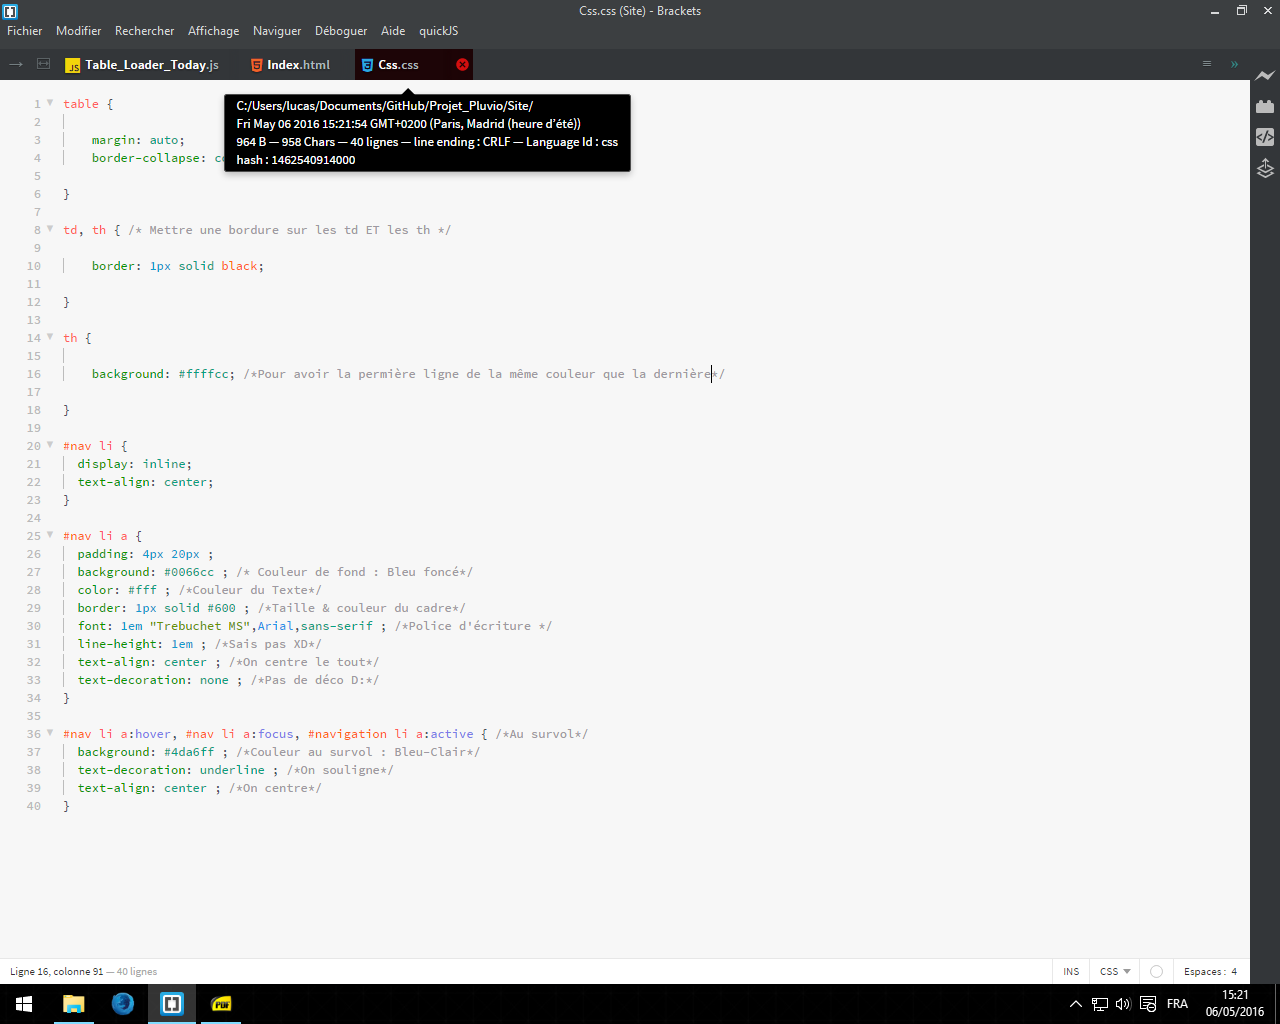 Css.css (Site) - Brackets
Fichier Modifier Rechercher Affichage Naviguer Déboguer Aide quickJS
Table_Loader_Today.js Index.html Css.css
C:/Users/lucas/Documents/GitHub/Projet_Pluvio/Site/
Fri May 06 2016 15:21:54 GMT+0200 (Paris, Madrid (heure d'été))
964 B — 958 Chars — 40 lignes — line ending : CRLF — Language Id : css
hash : 1462540914000
1 table {
2
3 margin: auto;
4 border-collapse:
5
6 }
7
8 td, th { /* Mettre une bordure sur les td ET les th */
9
10 border: 1px solid black;
11
12 }
13
14 th {
15
16 background: #ffffcc; /*Pour avoir la permière ligne de la même couleur que la dernière*/
17
18 }
19
20 #nav li {
21 display: inline;
22 text-align: center;
23 }
24
25 #nav li a {
26 padding: 4px 20px ;
27 background: #0066cc ; /* Couleur de fond : Bleu foncé*/
28 color: #fff ; /*Couleur du Texte*/
29 border: 1px solid #600 ; /*Taille & couleur du cadre*/
30 font: 1em "Trebuchet MS",Arial,sans-serif ; /*Police d'écriture */
31 line-height: 1em ; /*Sais pas XD*/
32 text-align: center ; /*On centre le tout*/
33 text-decoration: none ; /*Pas de déco D:*/
34 }
35
36 #nav li a:hover, #nav li a:focus, #navigation li a:active { /*Au survol*/
37 background: #4da6ff ; /*Couleur au survol : Bleu-Clair*/
38 text-decoration: underline ; /*On souligne*/
39 text-align: center ; /*On centre*/
40 }
Ligne 16, colonne 91 — 40 lignes INS CSS Espaces : 4
PDF FRA 15:21
06/05/2016